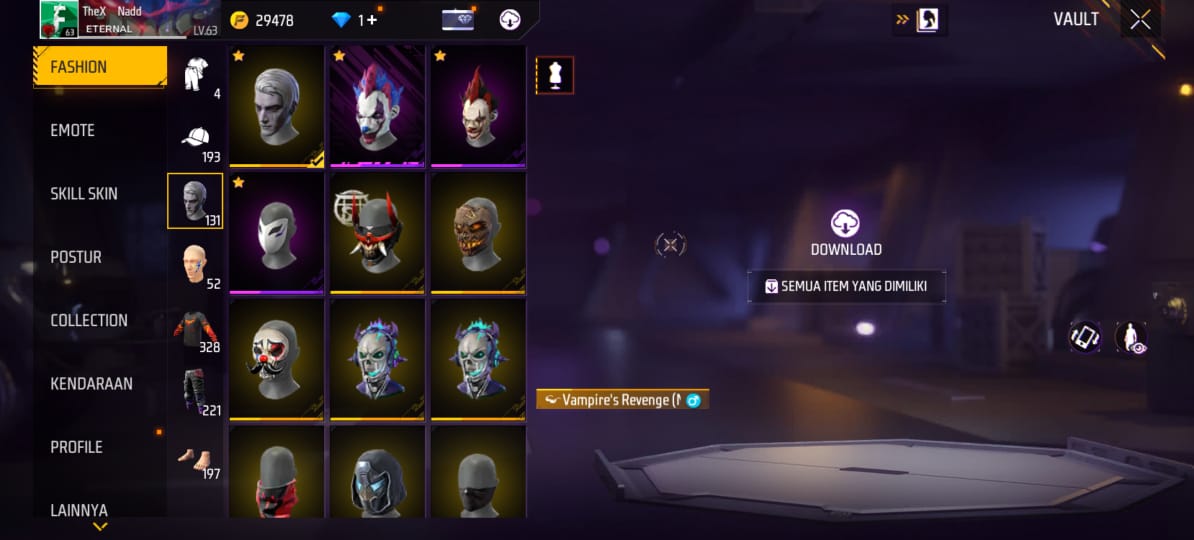 TheX Nadd
63
ETERNAL
LV.63
29478
1+
VAULT
FASHION
EMOTE
SKILL SKIN
POSTUR
COLLECTION
KENDARAAN
PROFILE
LAINNYA
4
193
131
52
328
221
197
DOWNLOAD
SEMUA ITEM YANG DIMILIKI
Vampire's Revenge (